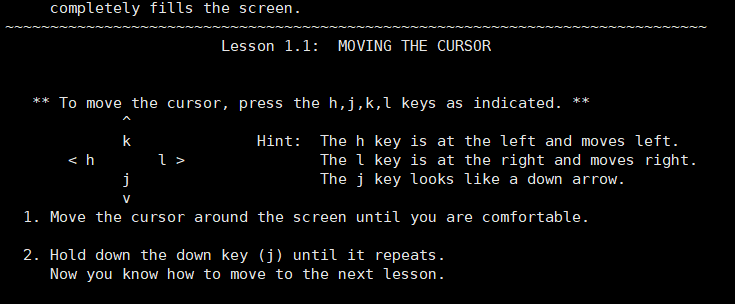 completely fills the screen.
~~~~~~~~~~~~~~~~~~~~~~~~~~~~~~~~~~~~~~~~~~~~~~~~~~~~~~~~~~~~~~~~~~~~~~~~~~~~~~
Lesson 1.1:  MOVING THE CURSOR
** To move the cursor, press the h,j,k,l keys as indicated. **
^
k              Hint:  The h key is at the left and moves left.
< h       l >               The l key is at the right and moves right.
j                     The j key looks like a down arrow.
v
1. Move the cursor around the screen until you are comfortable.
2. Hold down the down key (j) until it repeats.
Now you know how to move to the next lesson.